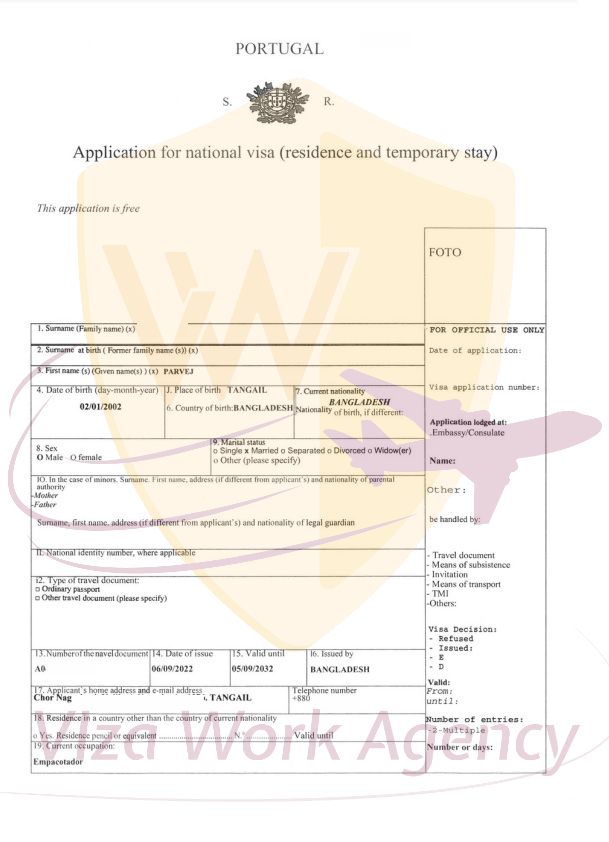 PORTUGAL
S. R.
Application for national visa (residence and temporary stay)
This application is free
FOTO
1. Surname (Family name) (x)
2. Surname at birth ( Former family name (s)) (x)
3. First name (s) (Given name(s) ) (x) PARVEJ
4. Date of birth (day-month-year)
02/01/2002
J. Place of birth TANGAIL
6. Country of birth:BANGLADESH
7. Current nationality
BANGLADESH
Nationality of birth, if different:
8. Sex
O Male O female
9. Marital status
o Single x Married o Separated o Divorced o Widow(er)
o Other (please specify)
IO. In the case of minors. Surname. First name, address (if different from applicant's) and nationality of parental
authority
-Mother
-Father
Surname, first name. address (if different from applicant's) and nationality of legal guardian
II. National identity number, where applicable
i2. Type of travel document:
□ Ordinary passport
□ Other travel document (please specify)
13. Number of the navel document
A0
14. Date of issue
06/09/2022
15. Valid until
05/09/2032
I6. Issued by
BANGLADESH
17. Applicant's home address and e-mail address
Chor Nag TANGAIL
Telephone number
+880
18. Residence in a country other than the country of current nationality
o Yes. Residence pencil or equivalent ................................ N.° ..................... Valid until
19. Current occupation:
Empacotador
FOR OFFICIAL USE ONLY
Date of application:
Visa application number:
Application lodged at:
.Embassy/Consulate
Name:
Other:
be handled by:
- Travel document
- Means of subsistence
- Invitation
- Means of transport
- TMI
-Others:
Visa Decision:
- Refused
- Issued:
- E
- D
Valid:
From:
until:
Number of entries:
-2-Multiple
Number or days:
VIza Work Agency